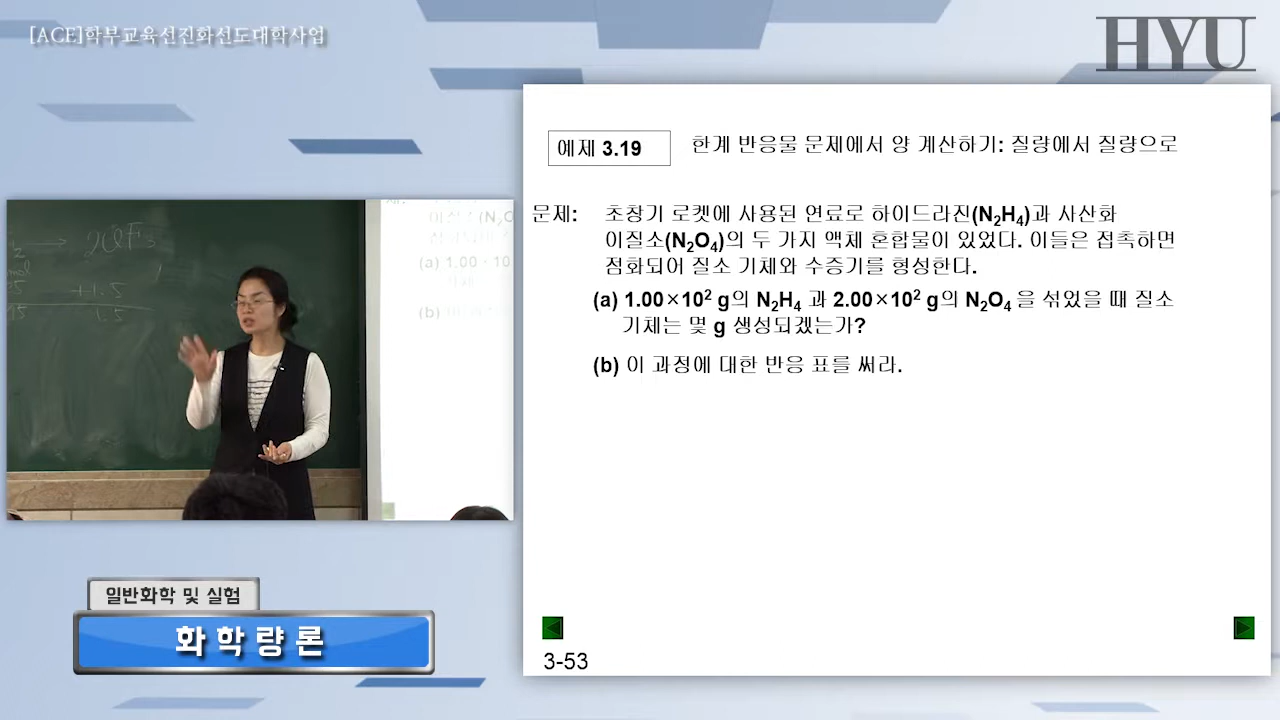 [ACE]학부교육선진화선도대학사업
HYU
예제 3.19
한계 반응물 문제에서 양 계산하기: 질량에서 질량으로
문제: 초창기 로켓에 사용된 연료로 하이드라진(N₂H₄)과 사산화
이질소(N₂O₄)의 두 가지 액체 혼합물이 있었다. 이들은 접촉하면
점화되어 질소 기체와 수증기를 형성한다.
(a) 1.00×10² g의 N₂H₄ 과 2.00×10² g의 N₂O₄ 을 섞었을 때 질소
기체는 몇 g 생성되겠는가?
(b) 이 과정에 대한 반응 표를 써라.
3-53
일반화학 및 실험
화학량론